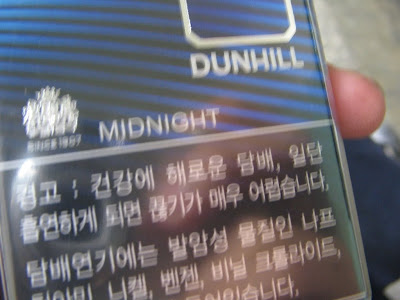 DUNHILL
SINCE 1907
MIDNIGHT
경고 : 건강에 해로운 담배, 일단
흡연하게 되면 끊기가 매우 어렵습니다.
담배연기에는 발암성 물질인 나프
니켈, 벤젠, 비닐 크롤라이드,